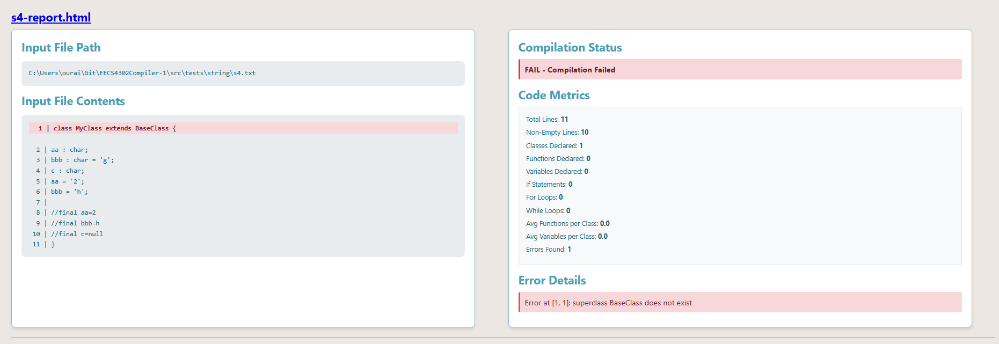 s4-report.html
Input File Path
C:\Users\ourai\Git\EECS4302Compiler-1\src\tests\string\s4.txt
Input File Contents
1 | class MyClass extends BaseClass {
2 | aa : char;
3 | bbb : char = 'g';
4 | c : char;
5 | aa = '2';
6 | bbb = 'h';
7 |
8 | //final aa=2
9 | //final bbb=h
10 | //final c=null
11 | }
Compilation Status
FAIL - Compilation Failed
Code Metrics
Total Lines: 11
Non-Empty Lines: 10
Classes Declared: 1
Functions Declared: 0
Variables Declared: 0
If Statements: 0
For Loops: 0
While Loops: 0
Avg Functions per Class: 0.0
Avg Variables per Class: 0.0
Errors Found: 1
Error Details
Error at [1, 1]: superclass BaseClass does not exist